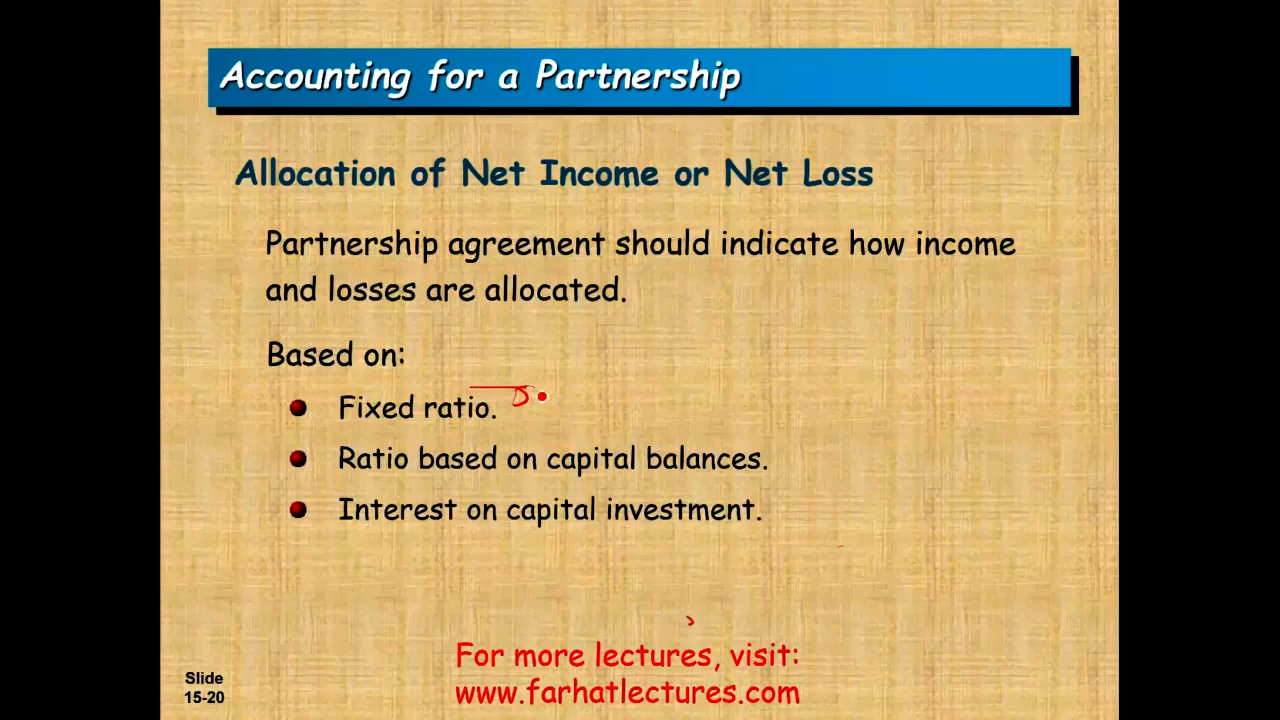 Accounting for a Partnership
Allocation of Net Income or Net Loss
Partnership agreement should indicate how income
and losses are allocated.
Based on:
Fixed ratio.
Ratio based on capital balances.
Interest on capital investment.
For more lectures, visit:
www.farhatlectures.com
Slide
15-20